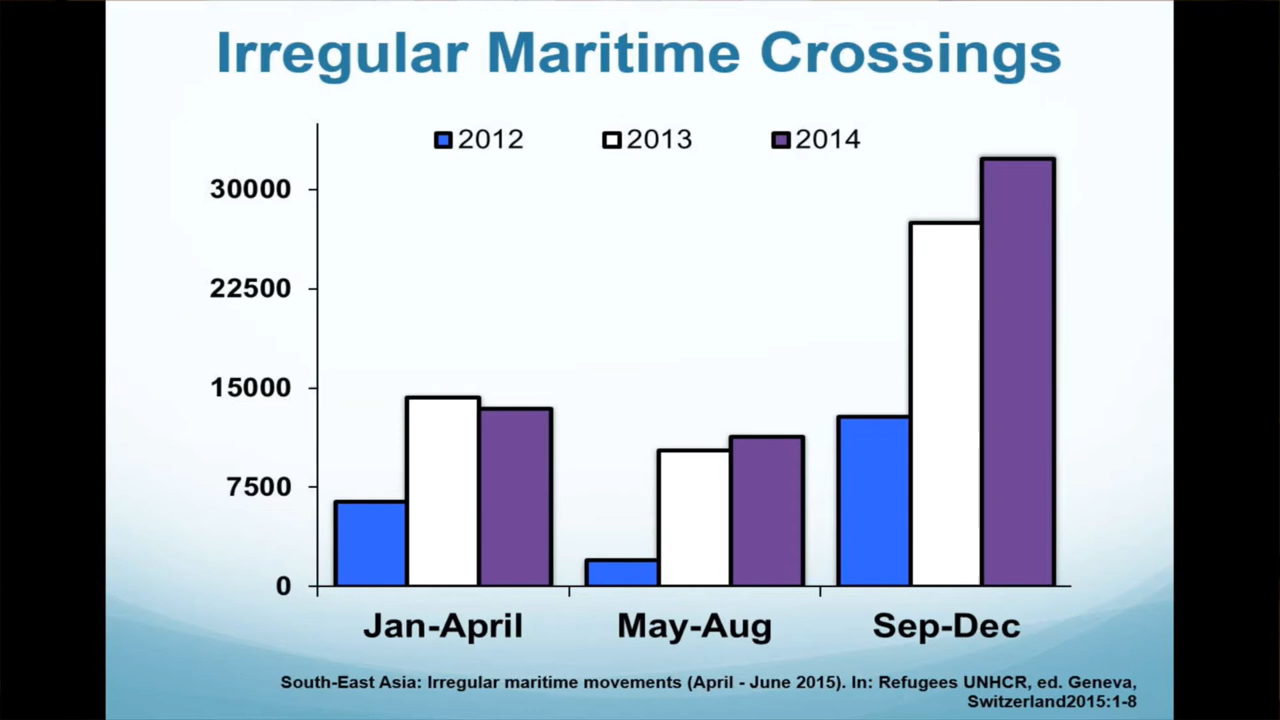 Irregular Maritime Crossings
2012 2013 2014
30000
22500
15000
7500
0
Jan-April May-Aug Sep-Dec
South-East Asia: Irregular maritime movements (April - June 2015). In: Refugees UNHCR, ed. Geneva,
Switzerland2015:1-8